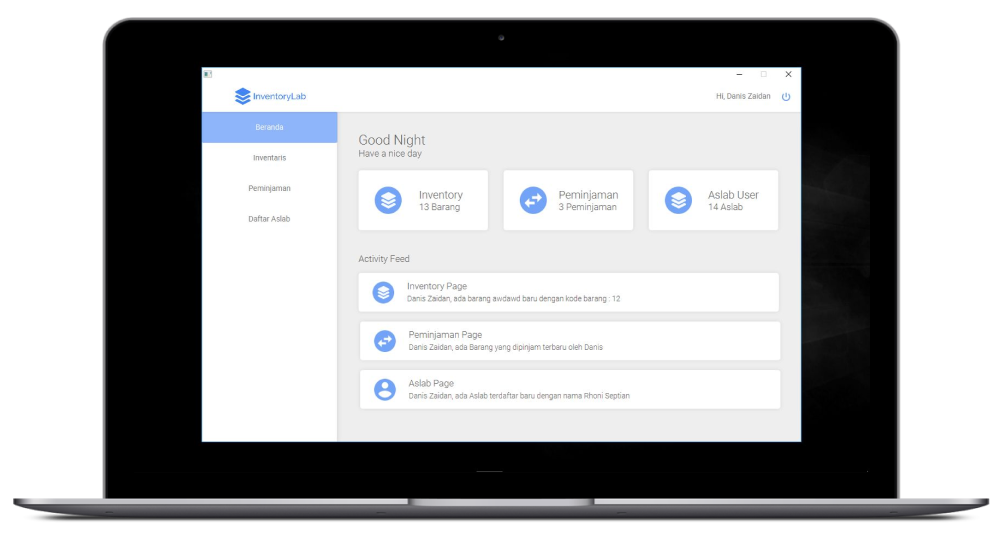 InventoryLab
Hi, Danis Zaidan
Beranda
Inventaris
Peminjaman
Daftar Aslab
Good Night
Have a nice day
Inventory
13 Barang
Peminjaman
3 Peminjaman
Aslab User
14 Aslab
Activity Feed
Inventory Page
Danis Zaidan, ada barang awdawd baru dengan kode barang : 12
Peminjaman Page
Danis Zaidan, ada Barang yang dipinjam terbaru oleh Danis
Aslab Page
Danis Zaidan, ada Aslab terdaftar baru dengan nama Rhoni Septian